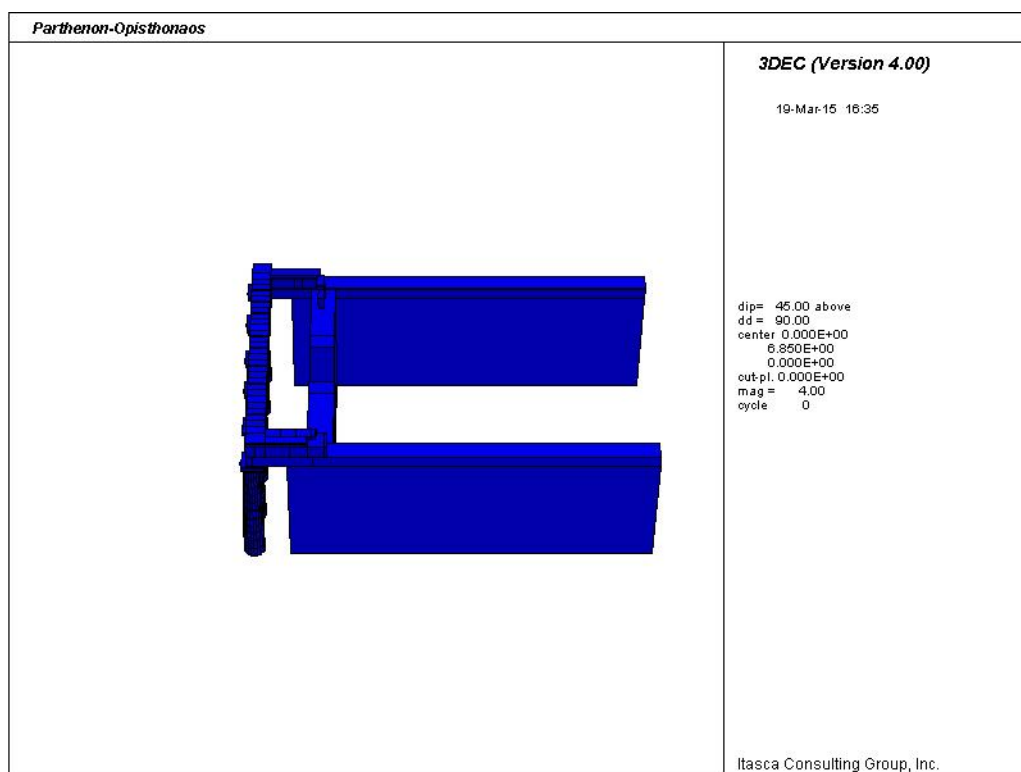 Parthenon-Opisthonaos
3DEC (Version 4.00)
19-Mar-15 16:35
dip= 45.00 above
dd = 90.00
center 0.000E+00
6.850E+00
0.000E+00
cut-pl. 0.000E+00
mag = 4.00
cycle 0
Itasca Consulting Group, Inc.